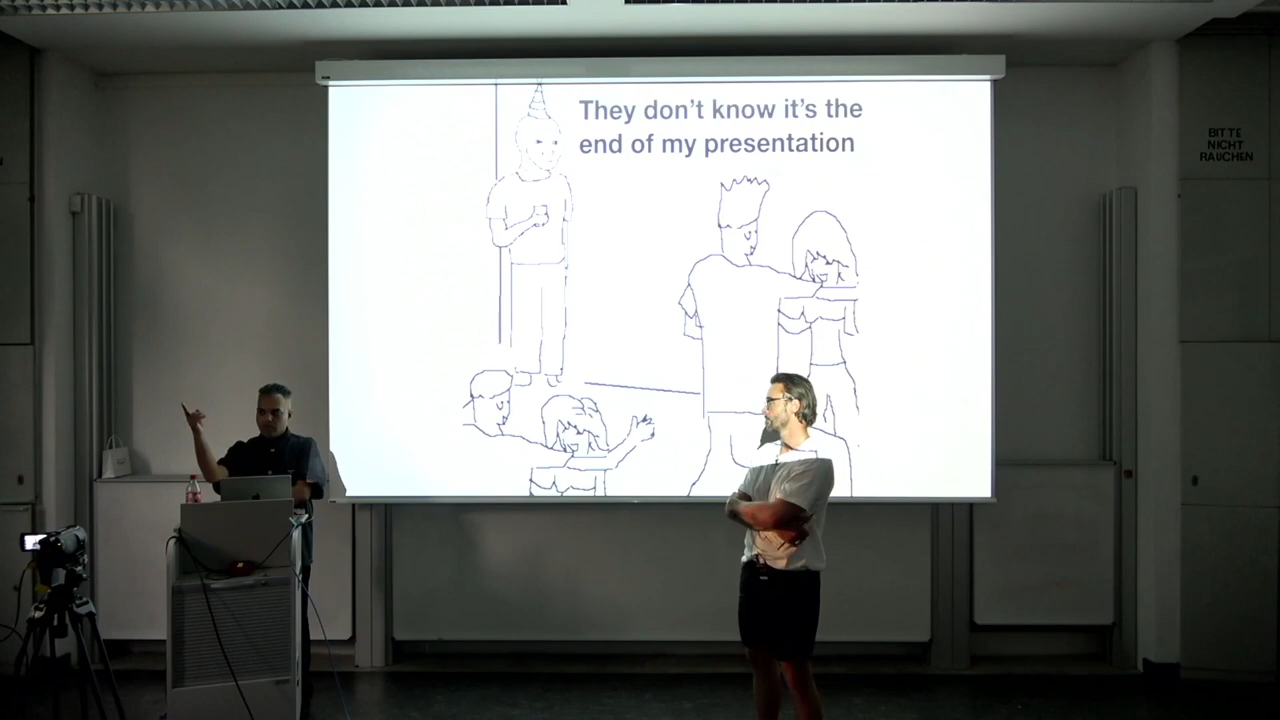 They don't know it's the
end of my presentation
BITTE
NICHT
RAUCHEN